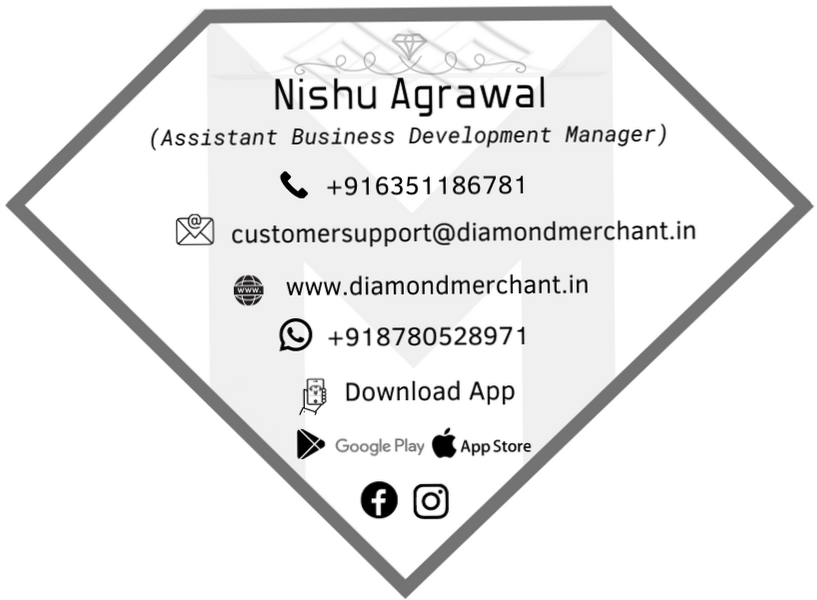 Nishu Agrawal
(Assistant Business Development Manager)
+916351186781
@ customersupport@diamondmerchant.in
www. www.diamondmerchant.in
+918780528971
Download App
Google Play App Store